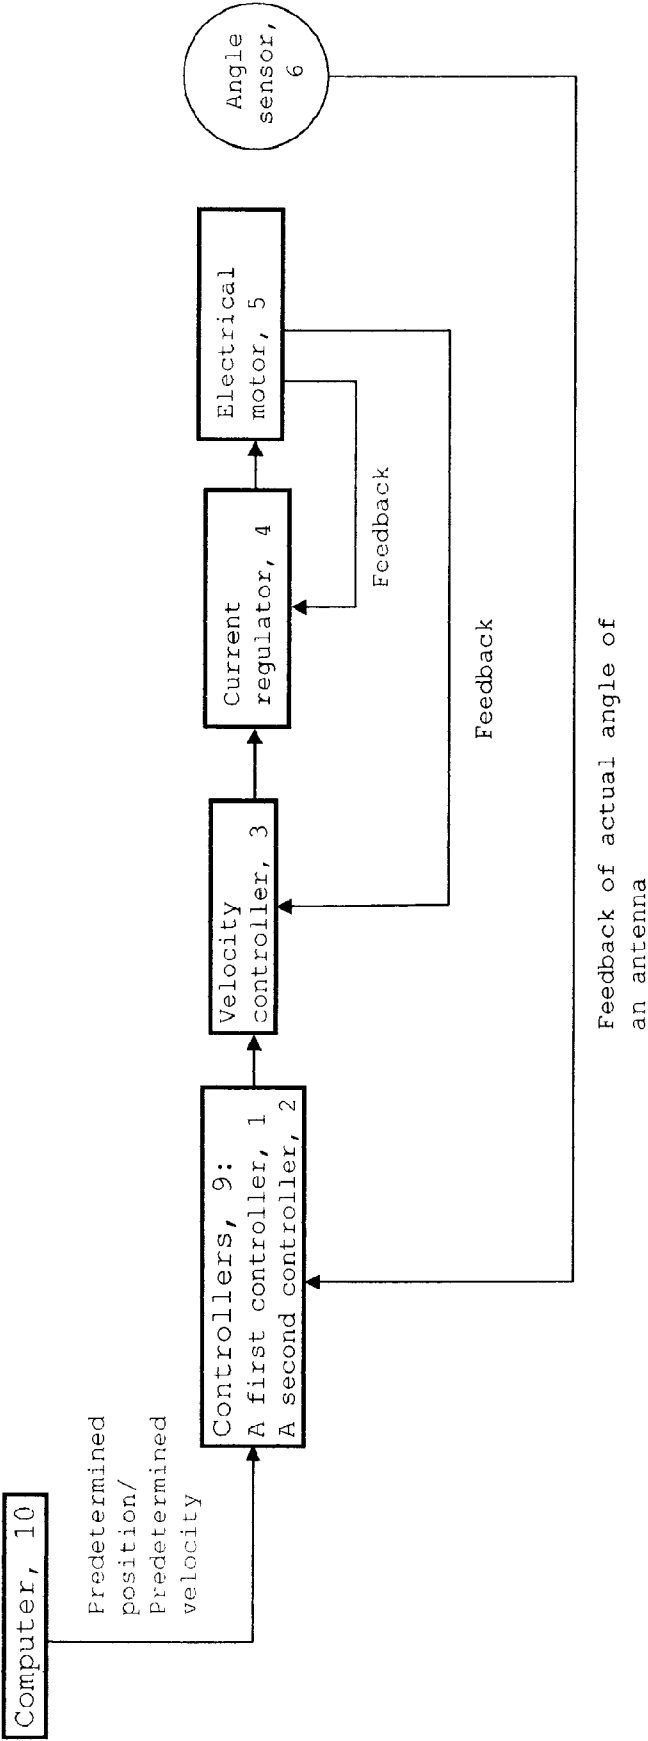 Computer, 10
Predetermined
position/
Predetermined
velocity
Controllers, 9:
A first controller, 1
A second controller, 2
Velocity
controller, 3
Current
regulator, 4
Electrical
motor, 5
Angle
sensor,
6
Feedback
Feedback
Feedback of actual angle of
an antenna